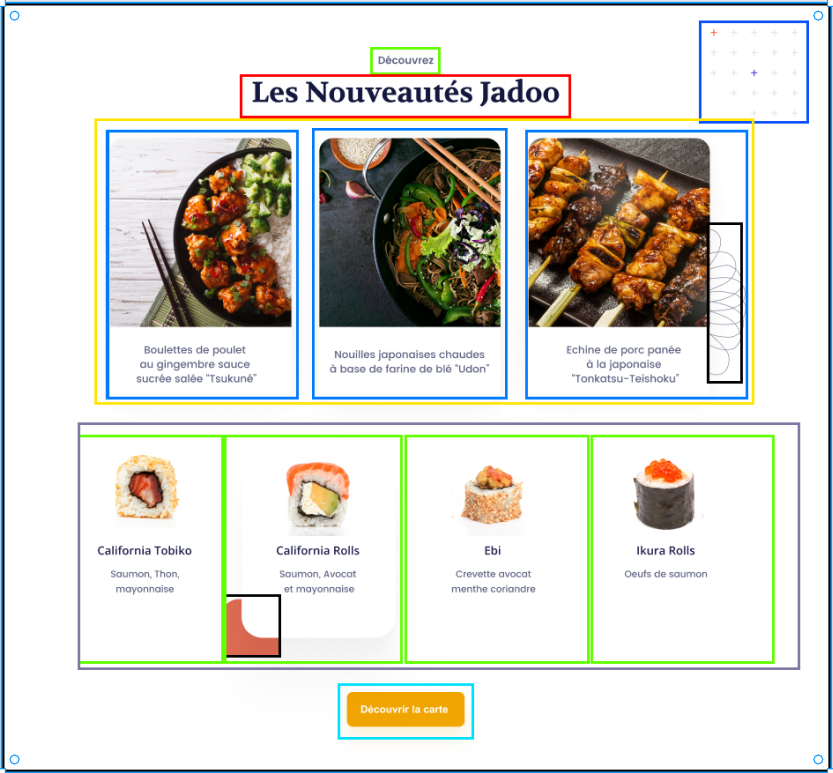 Découvrez
Les Nouveautés Jadoo
Boulettes de poulet
au gingembre sauce
sucrée salée "Tsukuné"
Nouilles japonaises chaudes
à base de farine de blé "Udon"
Echine de porc panée
à la japonaise
"Tonkatsu-Teishoku"
California Tobiko
Saumon, Thon,
mayonnaise
California Rolls
Saumon, Avocat
et mayonnaise
Ebi
Crevette avocat
menthe coriandre
Ikura Rolls
Oeufs de saumon
Découvrir la carte